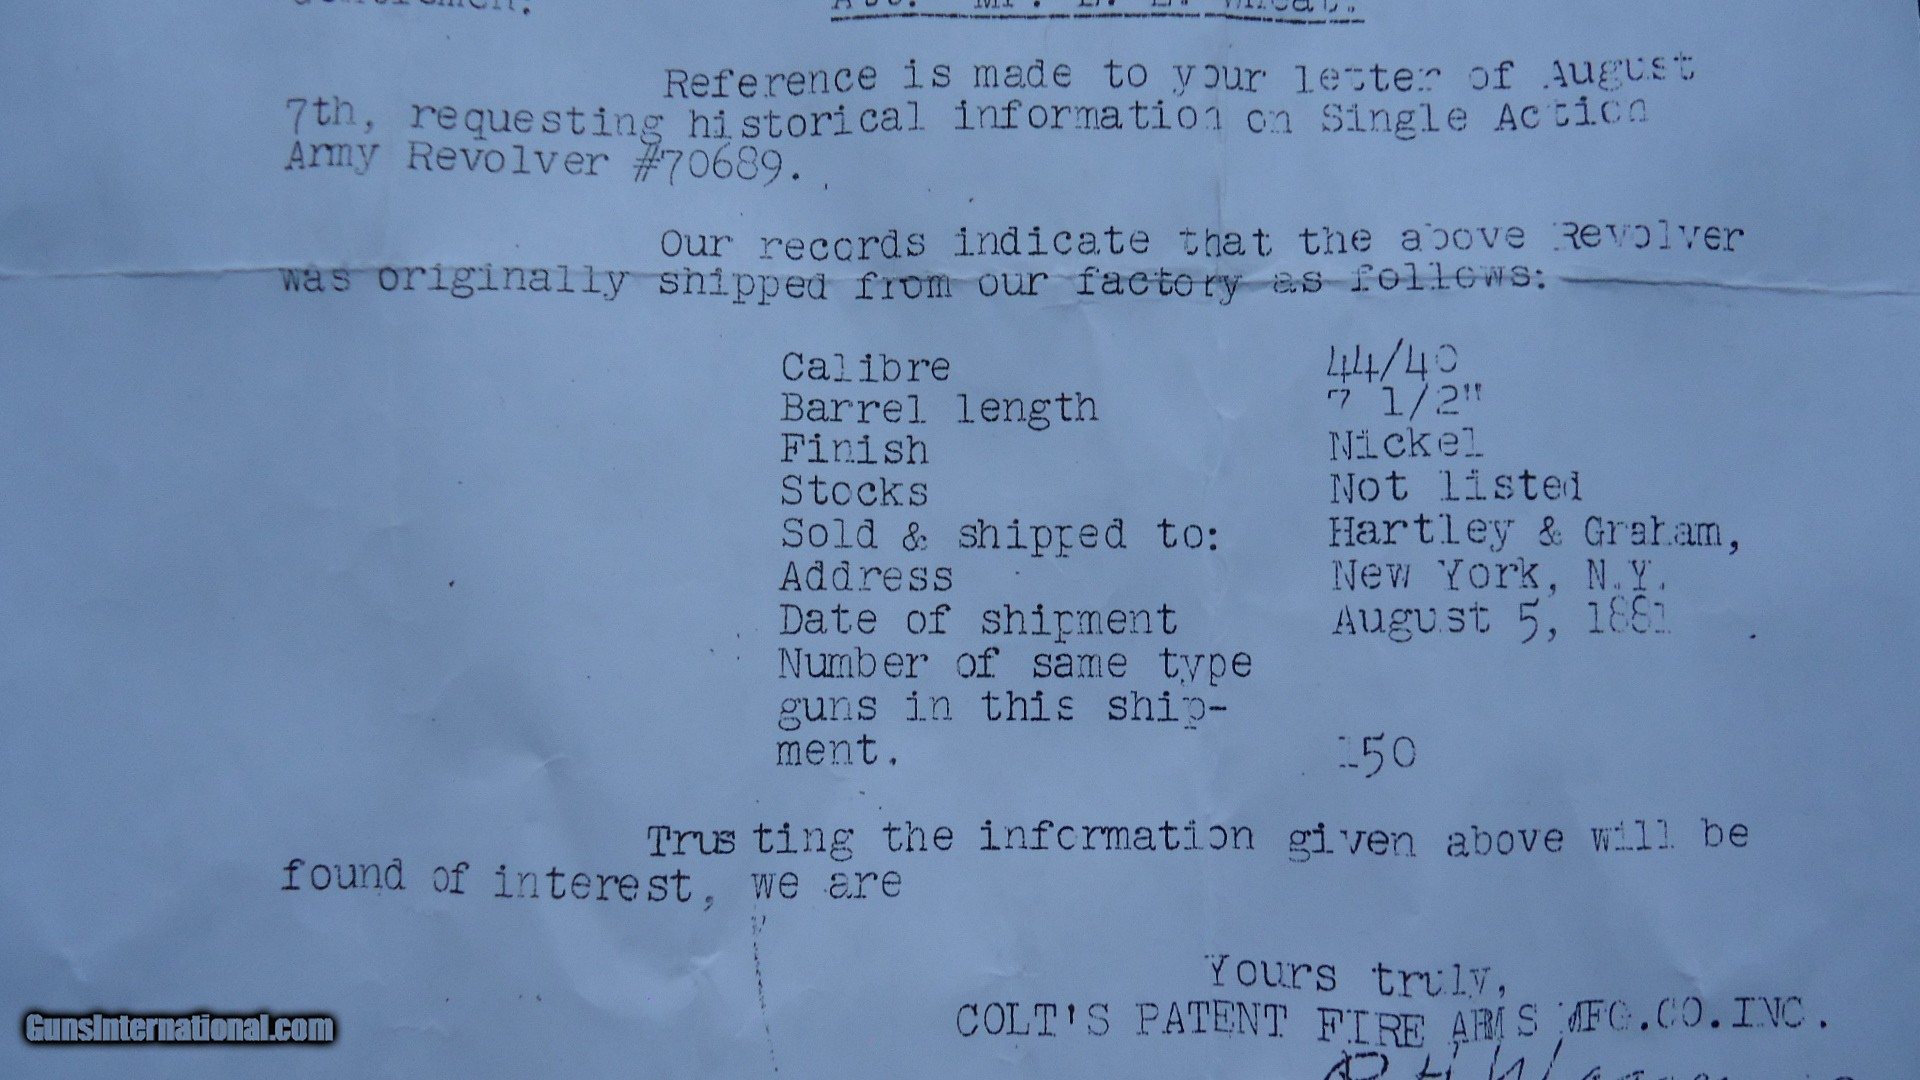 Att. Mr. L. L. Wheat.
Reference is made to your letter of August
7th, requesting historical information on Single Action
Army Revolver #70689.
Our records indicate that the above Revolver
was originally shipped from our factory as follows:
Calibre 44/40
Barrel length 7 1/2"
Finish Nickel
Stocks Not listed
Sold & shipped to: Hartley & Graham,
Address New York, N.Y.
Date of shipment August 5, 1881
Number of same type
guns in this ship-
ment. 150
Trusting the information given above will be
found of interest, we are
Yours truly,
COLT'S PATENT FIRE ARMS MFG.CO.INC.
GunsInternational.com